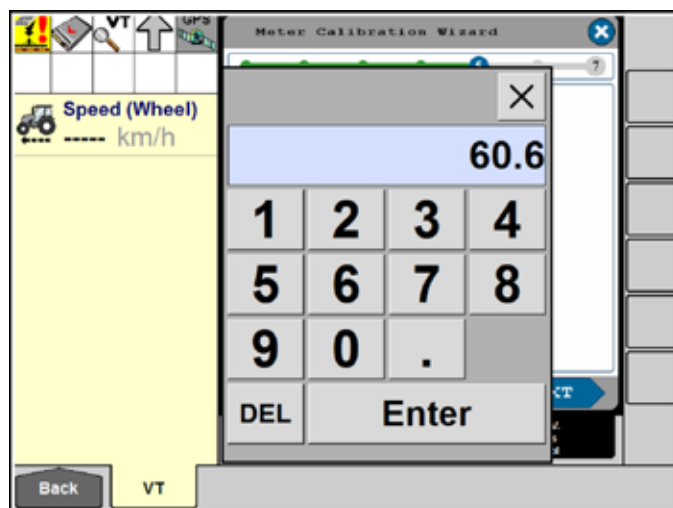 VT
GPS
Meter Calibration Wizard
7
Speed (Wheel)
----- km/h
60.6
1 2 3 4
5 6 7 8
9 0 .
DEL Enter
Back
VT